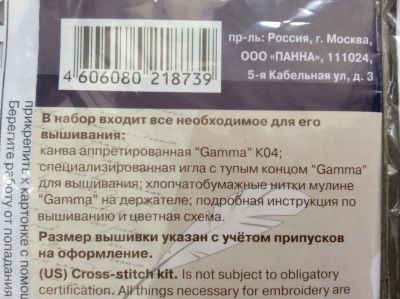 пр-ль: Россия, г. Москва,
ООО "ПАННА", 111024,
5-я Кабельная ул, д. 3
4 606080 218739
В набор входит все необходимое для его
вышивания:
канва аппретированная "Gamma" K04;
специализированная игла с тупым концом "Gamma"
для вышивания; хлопчатобумажные нитки мулине
"Gamma" на держателе; подробная инструкция по
вышиванию и цветная схема.
Размер вышивки указан с учётом припусков
на оформление.
(US) Cross-stitch kit. Is not subject to obligatory
certification. All things necessary for embroidery are
прикрепить к картонке с помощ
Берегите работу от попадания